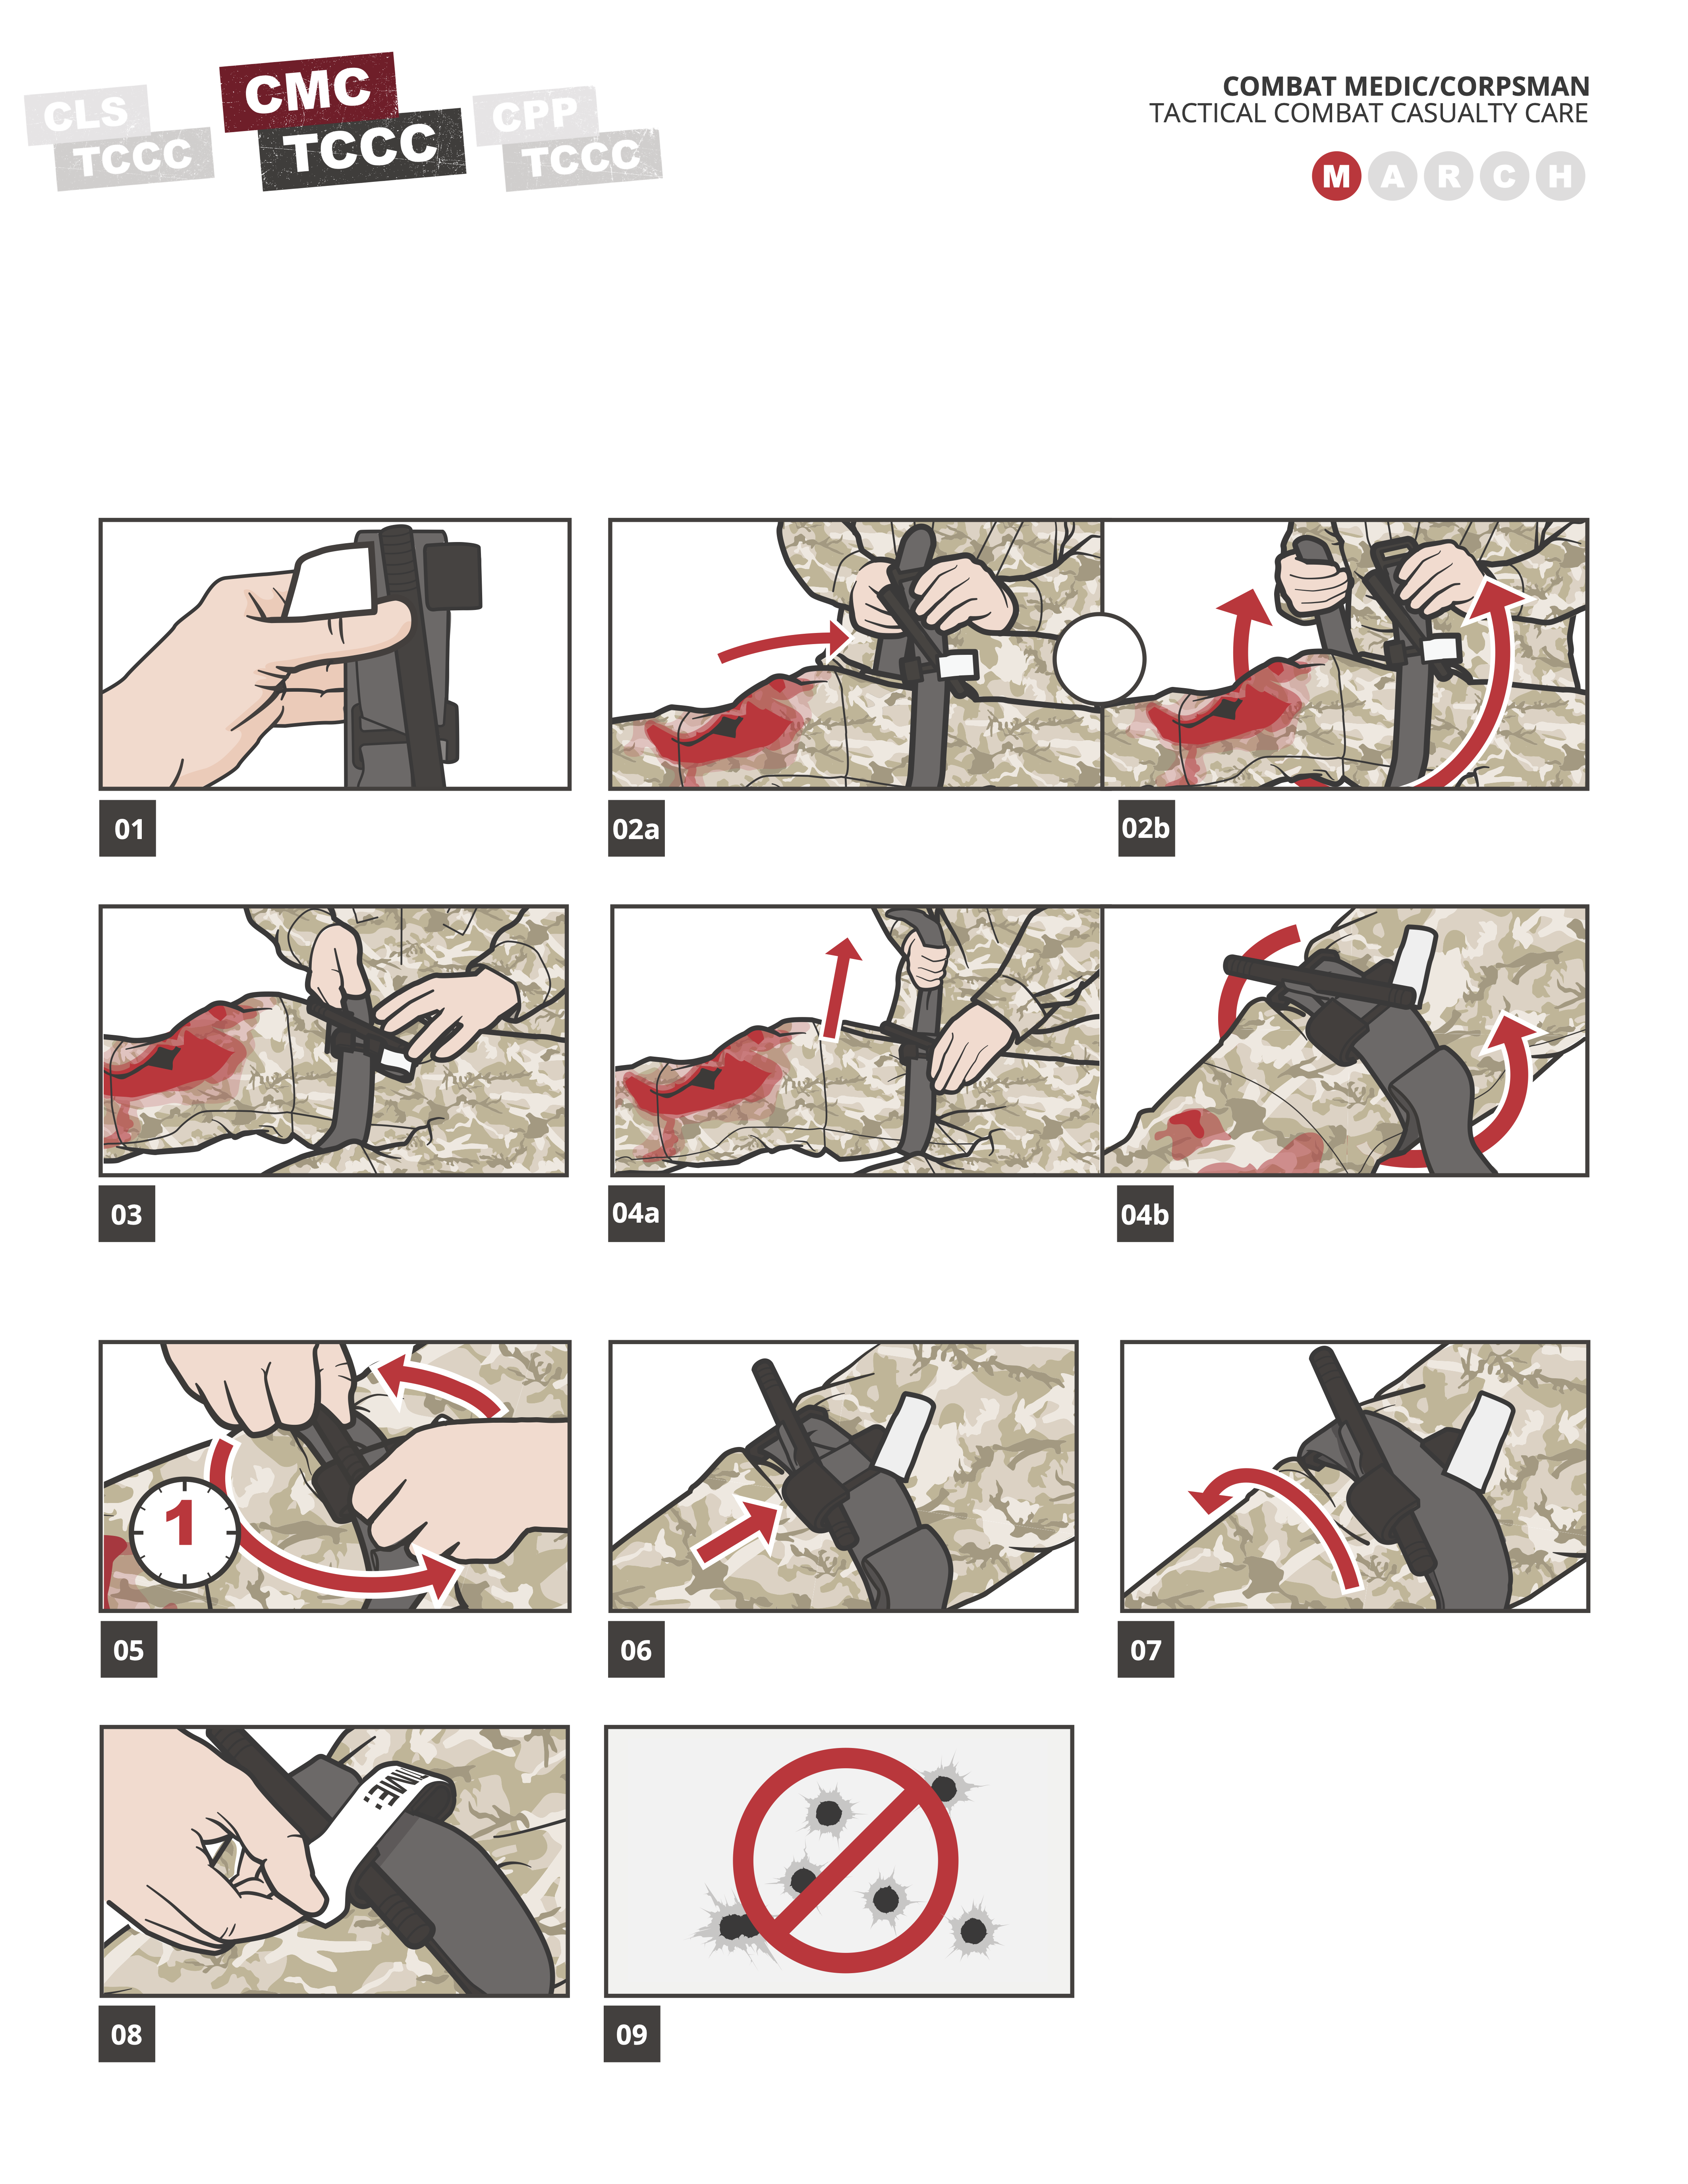 CLS
TCCC
CMC
TCCC
CPP
TCCC
COMBAT MEDIC/CORPSMAN
TACTICAL COMBAT CASUALTY CARE
M A R C H
01
02a
02b
03
04a
04b
1
05
06
07
TIME:
08
09